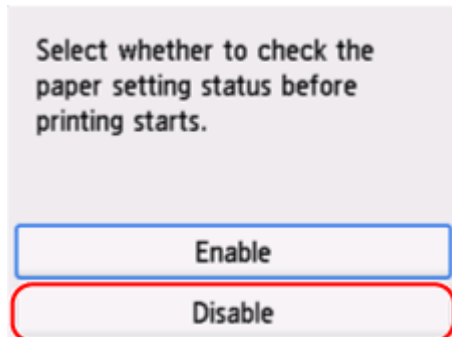 Select whether to check the
paper setting status before
printing starts.
Enable
Disable